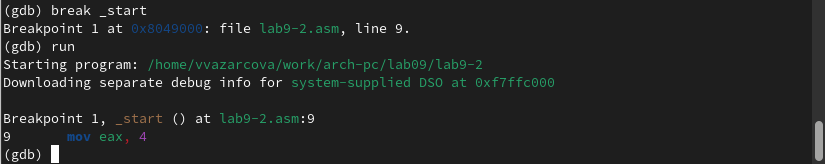 (gdb) break _start
Breakpoint 1 at 0x8049000: file lab9-2.asm, line 9.
(gdb) run
Starting program: /home/vvazarcova/work/arch-pc/lab09/lab9-2
Downloading separate debug info for system-supplied DSO at 0xf7ffc000
Breakpoint 1, _start () at lab9-2.asm:9
9 mov eax, 4
(gdb)